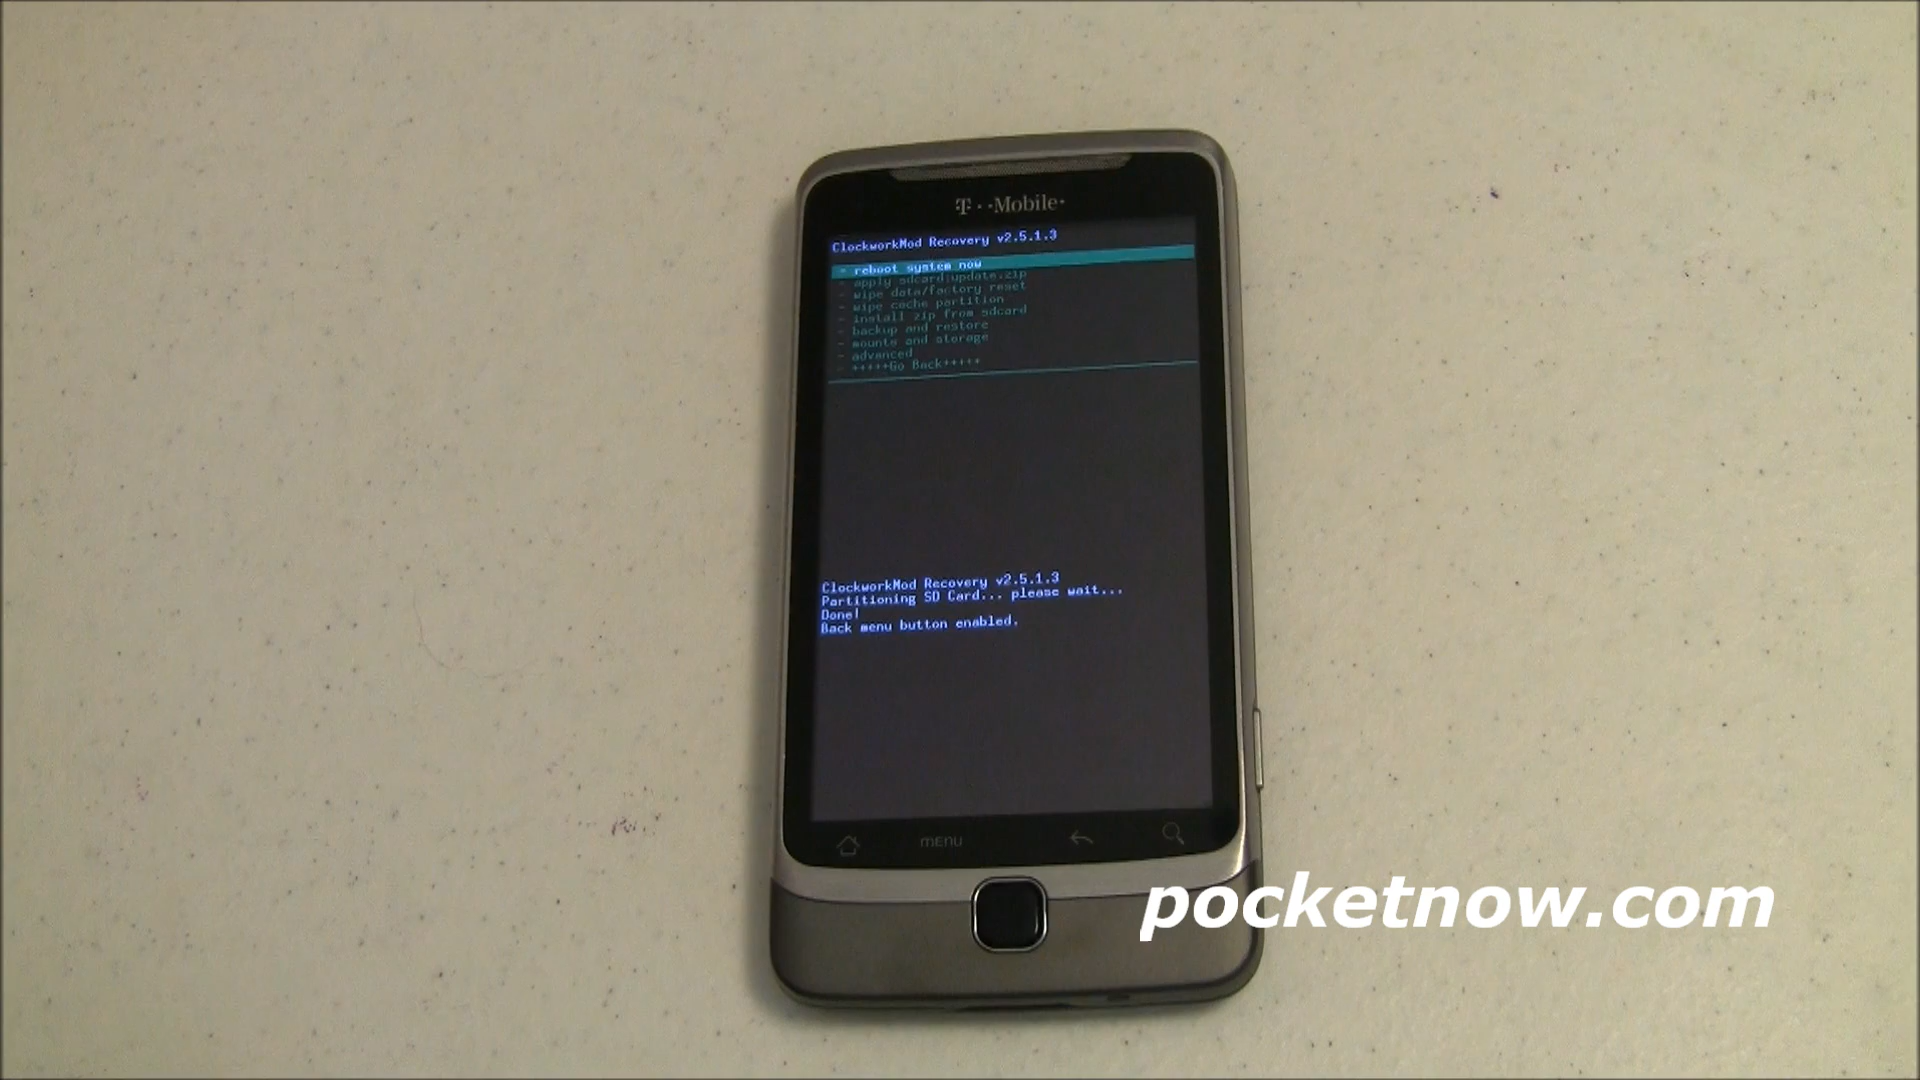 T··Mobile·
ClockworkMod Recovery v2.5.1.3
- reboot system now
- apply sdcard:update.zip
- wipe data/factory reset
- wipe cache partition
- install zip from sdcard
- backup and restore
- mounts and storage
- advanced
- +++++Go Back+++++
ClockworkMod Recovery v2.5.1.3
Partitioning SD Card... please wait...
Done!
Back menu button enabled.
MENU
pocketnow.com